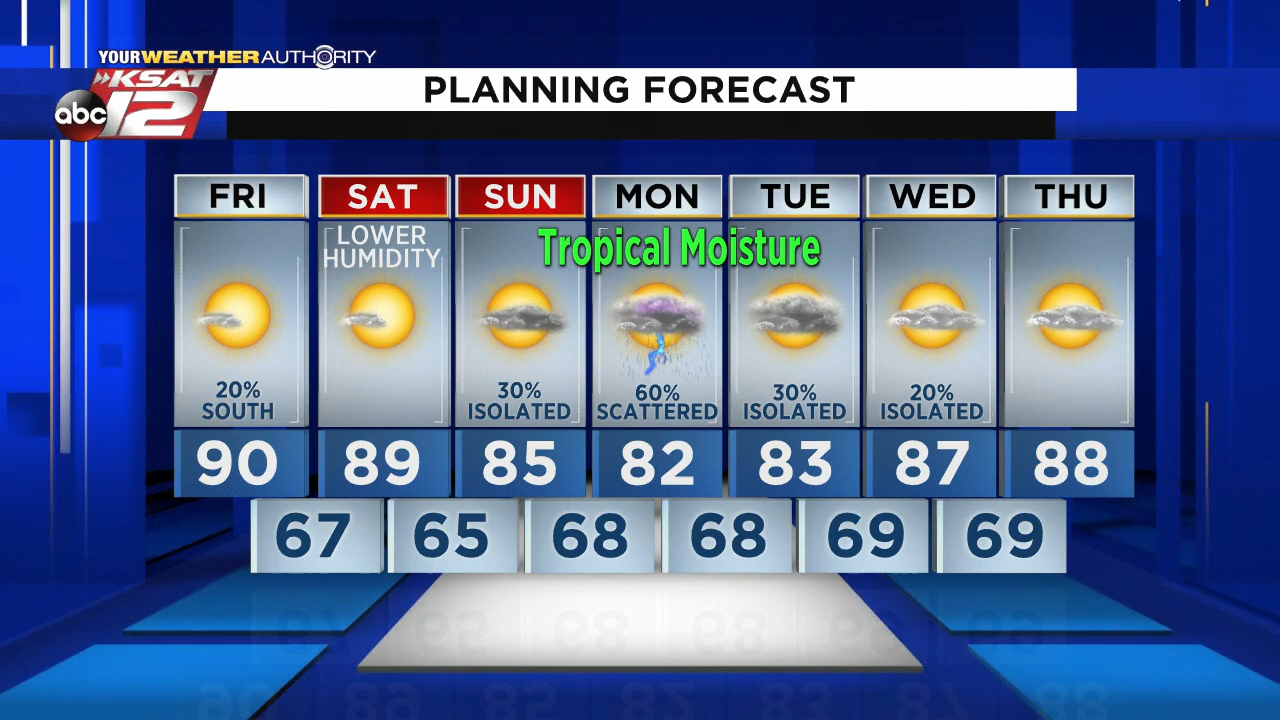 YOURWEATHERAUTHORITY
KSAT
abc 12
PLANNING FORECAST
FRI SAT SUN MON TUE WED THU
LOWER
HUMIDITY
Tropical Moisture
20% 30% 60% 30% 20%
SOUTH ISOLATED SCATTERED ISOLATED ISOLATED
90 89 85 82 83 87 88
67 65 68 68 69 69